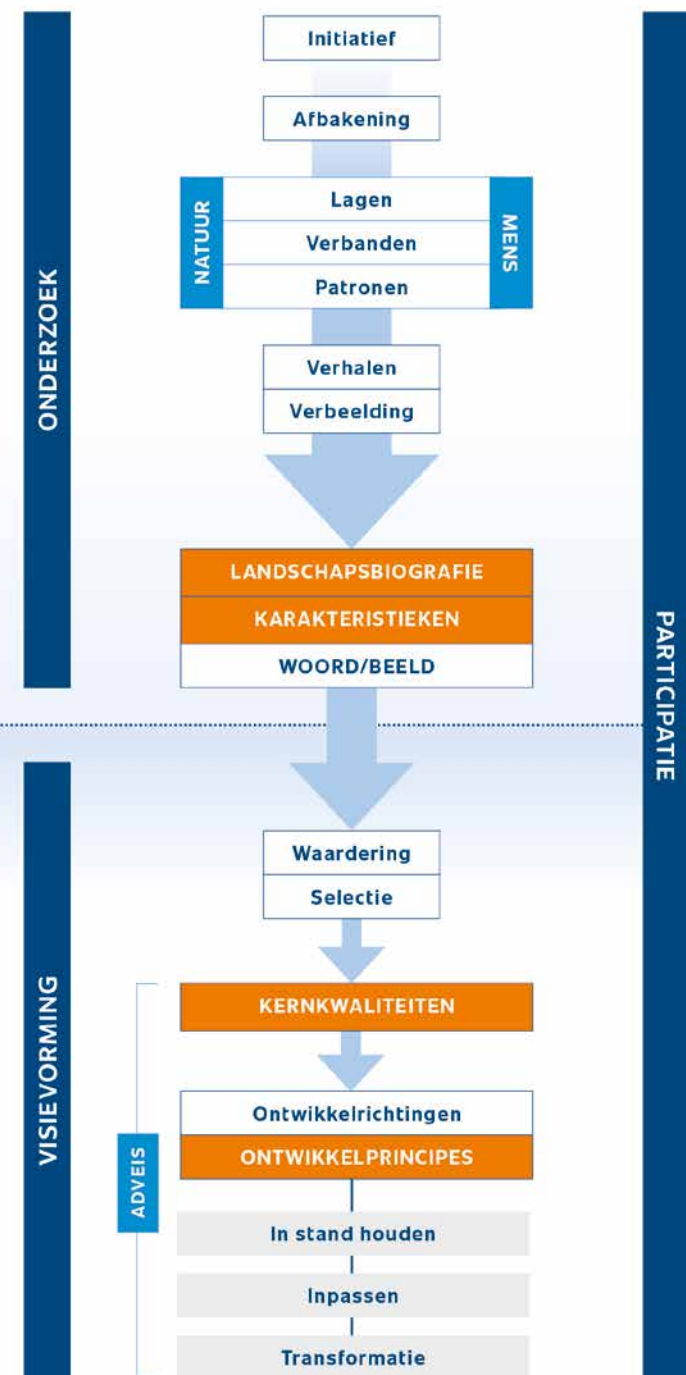 ONDERZOEK
Initiatief
Afbakening
NATUUR
Lagen
Verbanden
Patronen
MENS
Verhalen
Verbeelding
LANDSCHAPSBIOGRAFIE
KARAKTERISTIEKEN
WOORD/BEELD
PARTICIPATIE
VISIEVORMING
Waardering
Selectie
KERNKWALITEITEN
ADVEIS
Ontwikkelrichtingen
ONTWIKKELPRINCIPES
In stand houden
Inpassen
Transformatie